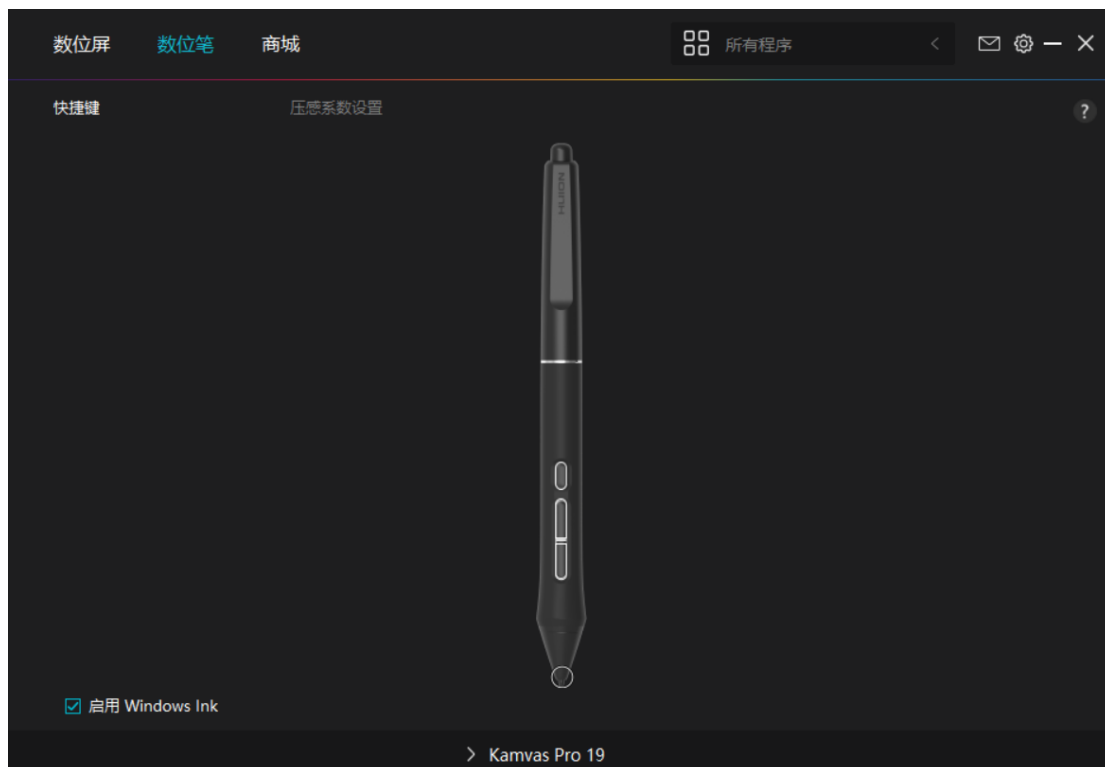 数位屏 数位笔 商城 所有程序
快捷键 压感系数设置 ?
HUION
启用 Windows Ink
Kamvas Pro 19